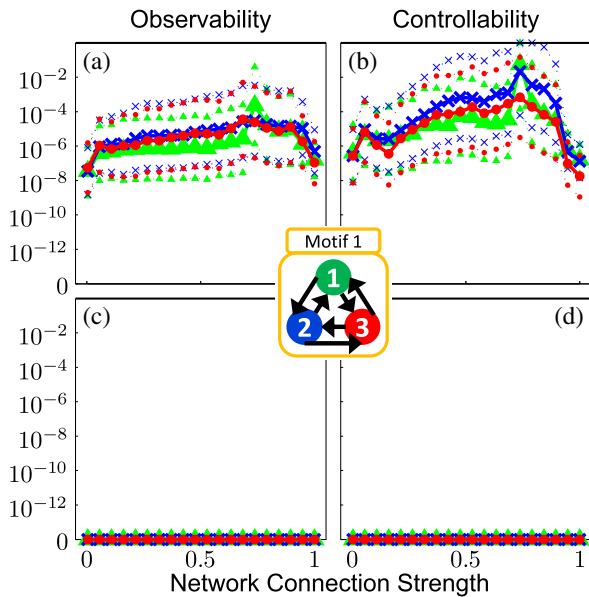 Observability Controllability
(a) (b)
10^-2
10^-4
10^-6
10^-8
10^-10
10^-12
0
Motif 1
1
2 3
(c) (d)
10^-2
10^-4
10^-6
10^-8
10^-10
10^-12
0
0 0.5 1 0 0.5 1
Network Connection Strength